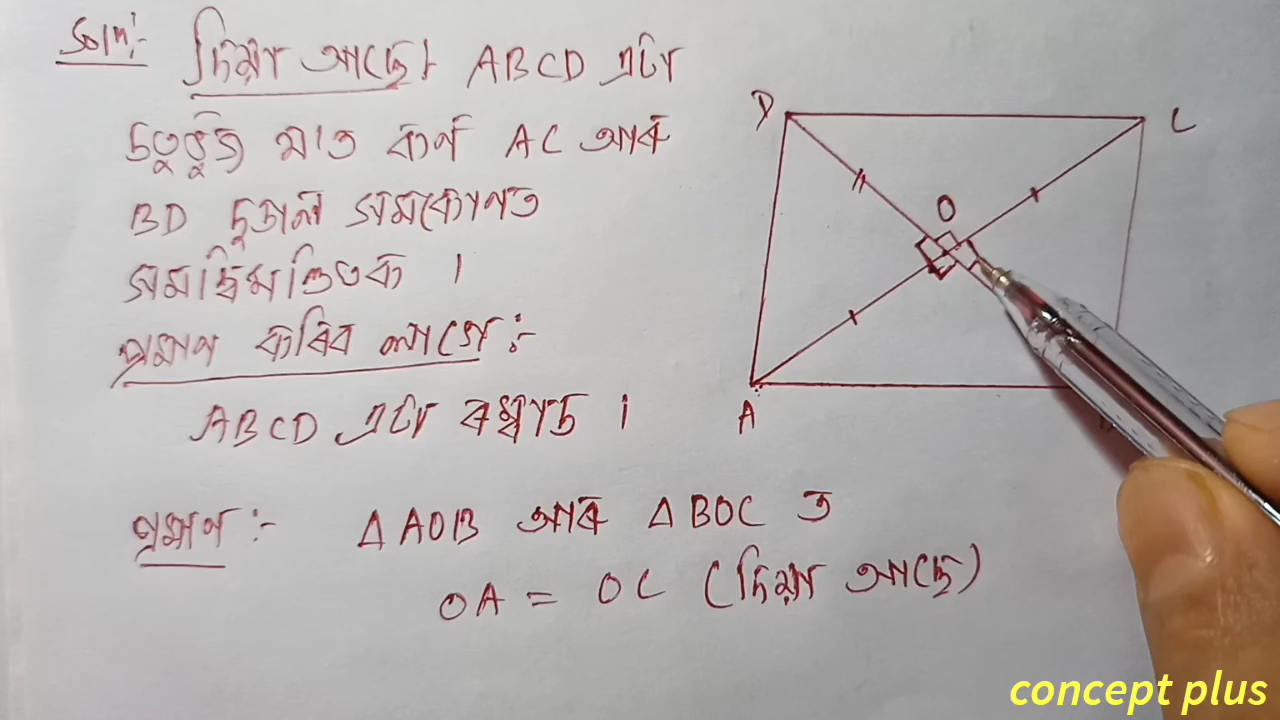 Soln:-
দিয়া আছে। ABCD এটা
চতুৰ্ভুজ যাৰ কৰ্ণ AC আৰু
BD দুডাল সমকোণত
সমদ্বিখণ্ডিতক ।
প্ৰমাণ কৰিব লাগে :-
ABCD এটা ৰম্বাচ ।
প্ৰমাণ :- Δ AOB আৰু Δ BOC ত
OA = OC (দিয়া আছে)
D
C
O
A
concept plus